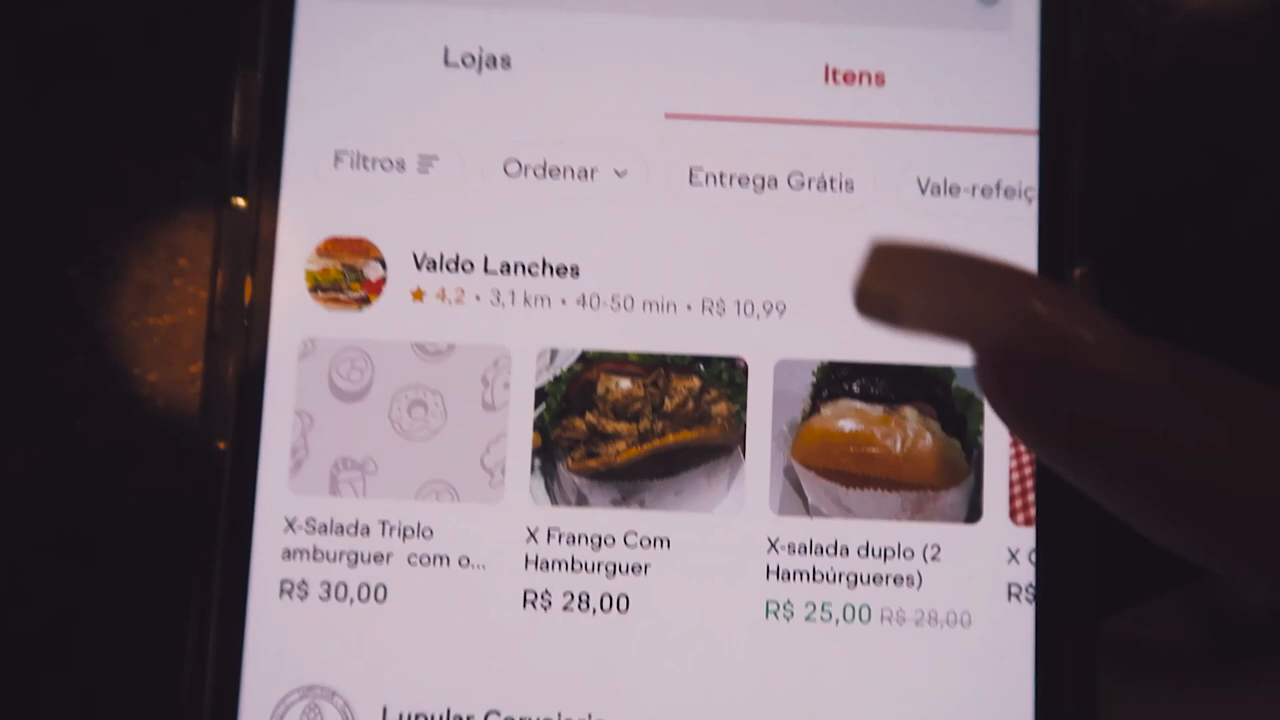 Lojas
Itens
Filtros
Ordenar
Entrega Grátis
Vale-refeiç
Valdo Lanches
★ 4,2 • 3,1 km • 40-50 min • R$ 10,99
X-Salada Triplo
amburguer com o...
R$ 30,00
X Frango Com
Hamburguer
R$ 28,00
X-salada duplo (2
Hambúrgueres)
R$ 25,00 R$ 28,00
X
R$
Lupular Cervejaria